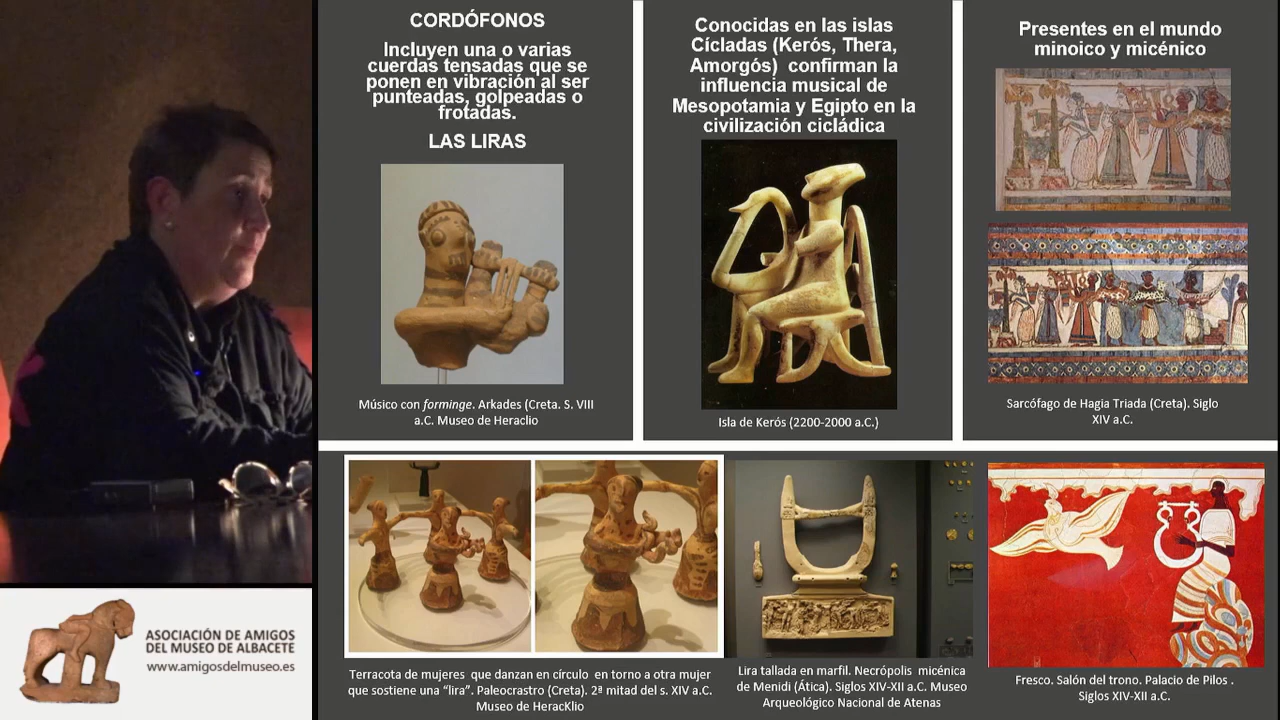 CORDÓFONOS
Incluyen una o varias
cuerdas tensadas que se
ponen en vibración al ser
punteadas, golpeadas o
frotadas.
LAS LIRAS
Músico con forminge. Arkades (Creta. S. VIII
a.C. Museo de Heraclio
Conocidas en las islas
Cícladas (Kerós, Thera,
Amorgós) confirman la
influencia musical de
Mesopotamia y Egipto en la
civilización cicládica
Isla de Kerós (2200-2000 a.C.)
Presentes en el mundo
minoico y micénico
Sarcófago de Hagia Triada (Creta). Siglo
XIV a.C.
Terracota de mujeres que danzan en círculo en torno a otra mujer
que sostiene una “lira”. Paleocrastro (Creta). 2ª mitad del s. XIV a.C.
Museo de HeracKlio
Lira tallada en marfil. Necrópolis micénica
de Menidi (Ática). Siglos XIV-XII a.C. Museo
Arqueológico Nacional de Atenas
Fresco. Salón del trono. Palacio de Pilos .
Siglos XIV-XII a.C.
ASOCIACIÓN DE AMIGOS
DEL MUSEO DE ALBACETE
www.amigosdelmuseo.es